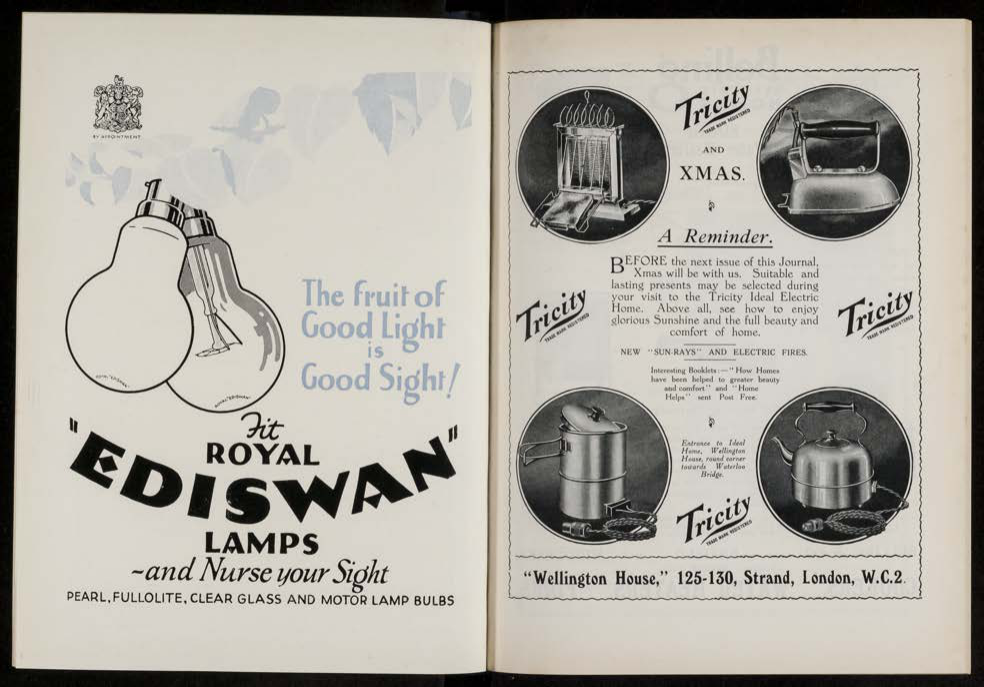 BY APPOINTMENT.
The fruit of
Good Light
is
Good Sight!
ROYAL "EDISWAN"
ROYAL "EDISWAN"
Fit
ROYAL
"EDISWAN"
LAMPS
~and Nurse your Sight
PEARL, FULLOLITE, CLEAR GLASS AND MOTOR LAMP BULBS
Tricity
TRADE MARK REGISTERED
AND
XMAS.
A Reminder.
BEFORE the next issue of this Journal,
Xmas will be with us. Suitable and
lasting presents may be selected during
your visit to the Tricity Ideal Electric
Home. Above all, see how to enjoy
glorious Sunshine and the full beauty and
comfort of home.
Tricity
TRADE MARK REGISTERED
Tricity
TRADE MARK REGISTERED
NEW "SUN-RAYS" AND ELECTRIC FIRES.
Interesting Booklets:—"How Homes
have been helped to greater beauty
and comfort" and "Home
Helps" sent Post Free.
Entrance to Ideal
Home, Wellington
House, round corner
towards Waterloo
Bridge.
Tricity
TRADE MARK REGISTERED
"Wellington House," 125-130, Strand, London, W.C.2.